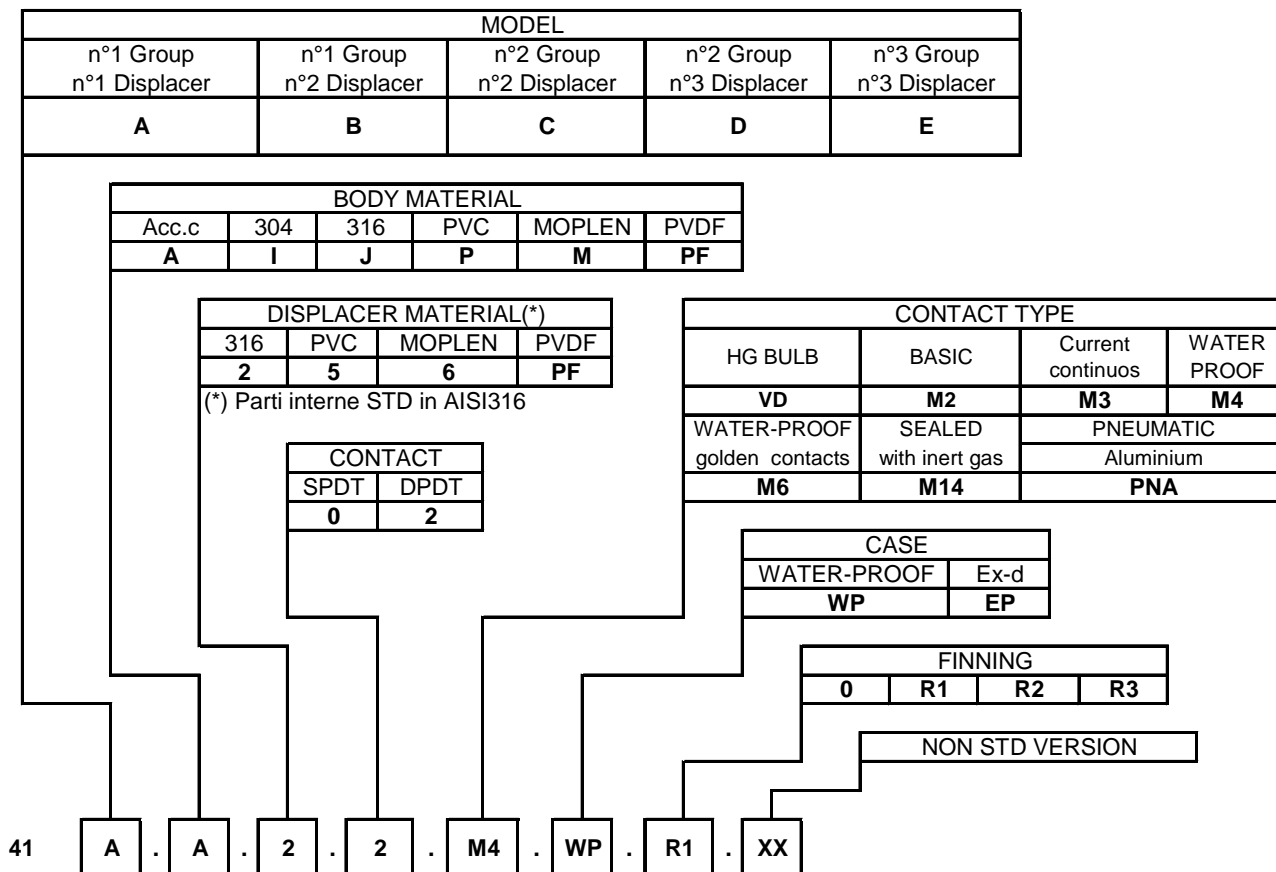 MODEL
n°1 Group n°1 Group n°2 Group n°2 Group n°3 Group
n°1 Displacer n°2 Displacer n°2 Displacer n°3 Displacer n°3 Displacer
A B C D E
BODY MATERIAL
Acc.c 304 316 PVC MOPLEN PVDF
A I J P M PF
DISPLACER MATERIAL(*)
316 PVC MOPLEN PVDF
2 5 6 PF
(*) Parti interne STD in AISI316
CONTACT TYPE
HG BULB BASIC Current continuos WATER PROOF
VD M2 M3 M4
WATER-PROOF SEALED PNEUMATIC
golden contacts with inert gas Aluminium
M6 M14 PNA
CONTACT
SPDT DPDT
0 2
CASE
WATER-PROOF Ex-d
WP EP
FINNING
0 R1 R2 R3
NON STD VERSION
41 A . A . 2 . 2 . M4 . WP . R1 . XX